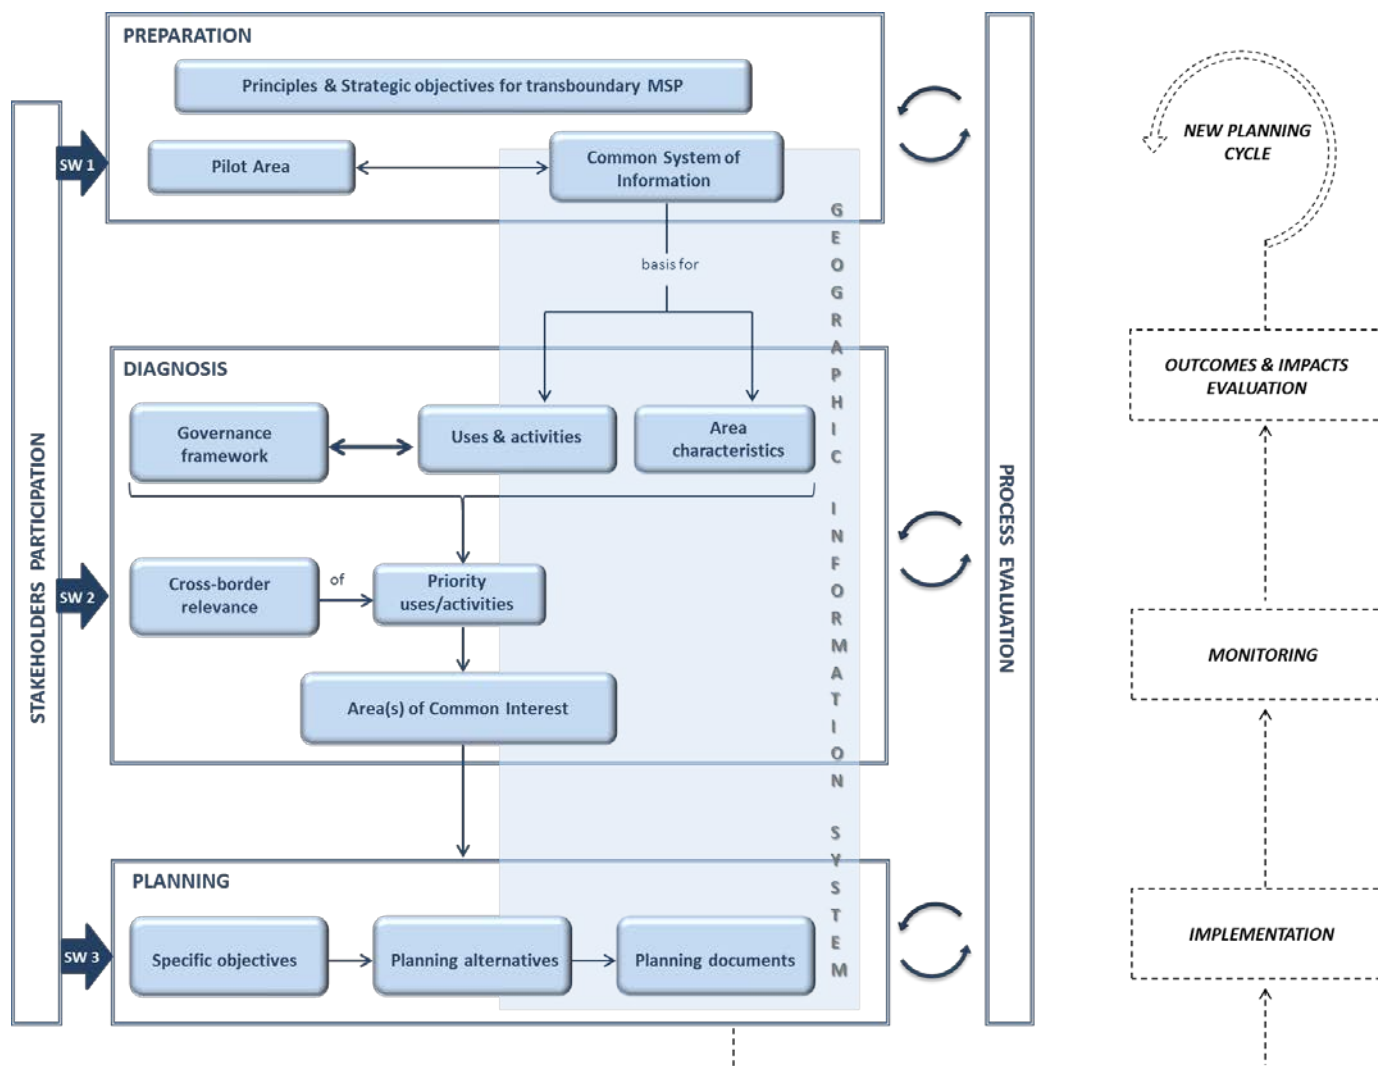 PREPARATION
Principles & Strategic objectives for transboundary MSP
SW 1
Pilot Area
Common System of
Information
basis for
DIAGNOSIS
Governance
framework
Uses & activities
Area
characteristics
SW 2
Cross-border
relevance
of
Priority
uses/activities
Area(s) of Common Interest
PLANNING
SW 3
Specific objectives
Planning alternatives
Planning documents
STAKEHOLDERS PARTICIPATION
GEOGRAPHIC INFORMATION SYSTEM
PROCESS EVALUATION
NEW PLANNING
CYCLE
OUTCOMES & IMPACTS
EVALUATION
MONITORING
IMPLEMENTATION